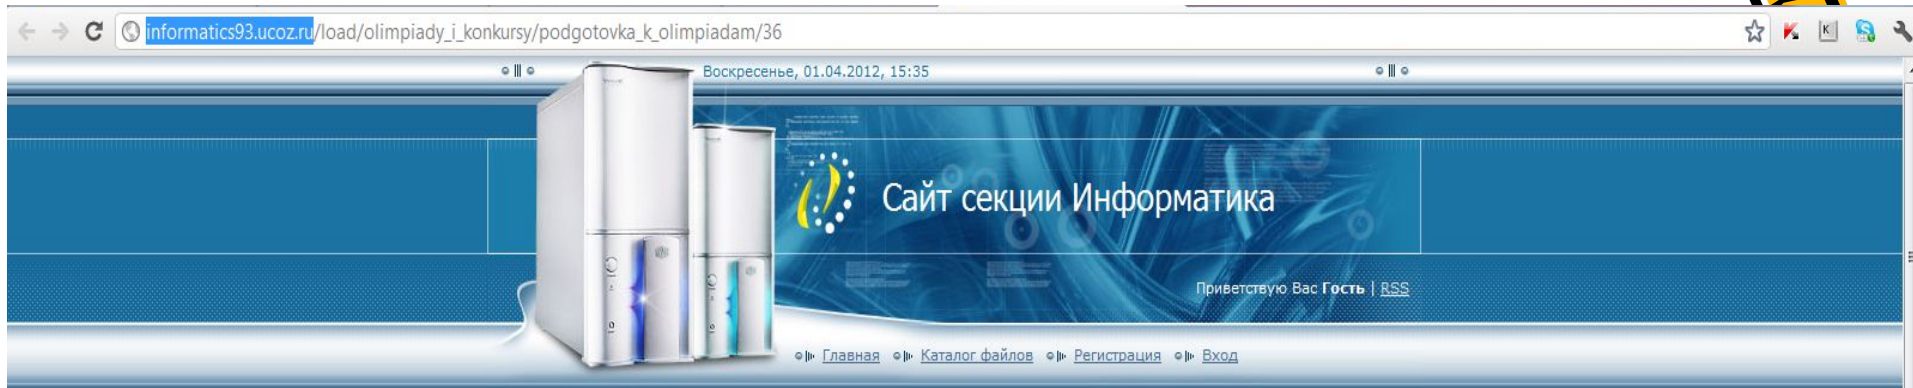 informatics93.ucoz.ru/load/olimpiady_i_konkursy/podgotovka_k_olimpiadam/36
Воскресенье, 01.04.2012, 15:35
Сайт секции Информатика
Приветствую Вас Гость | RSS
Главная Каталог файлов Регистрация Вход